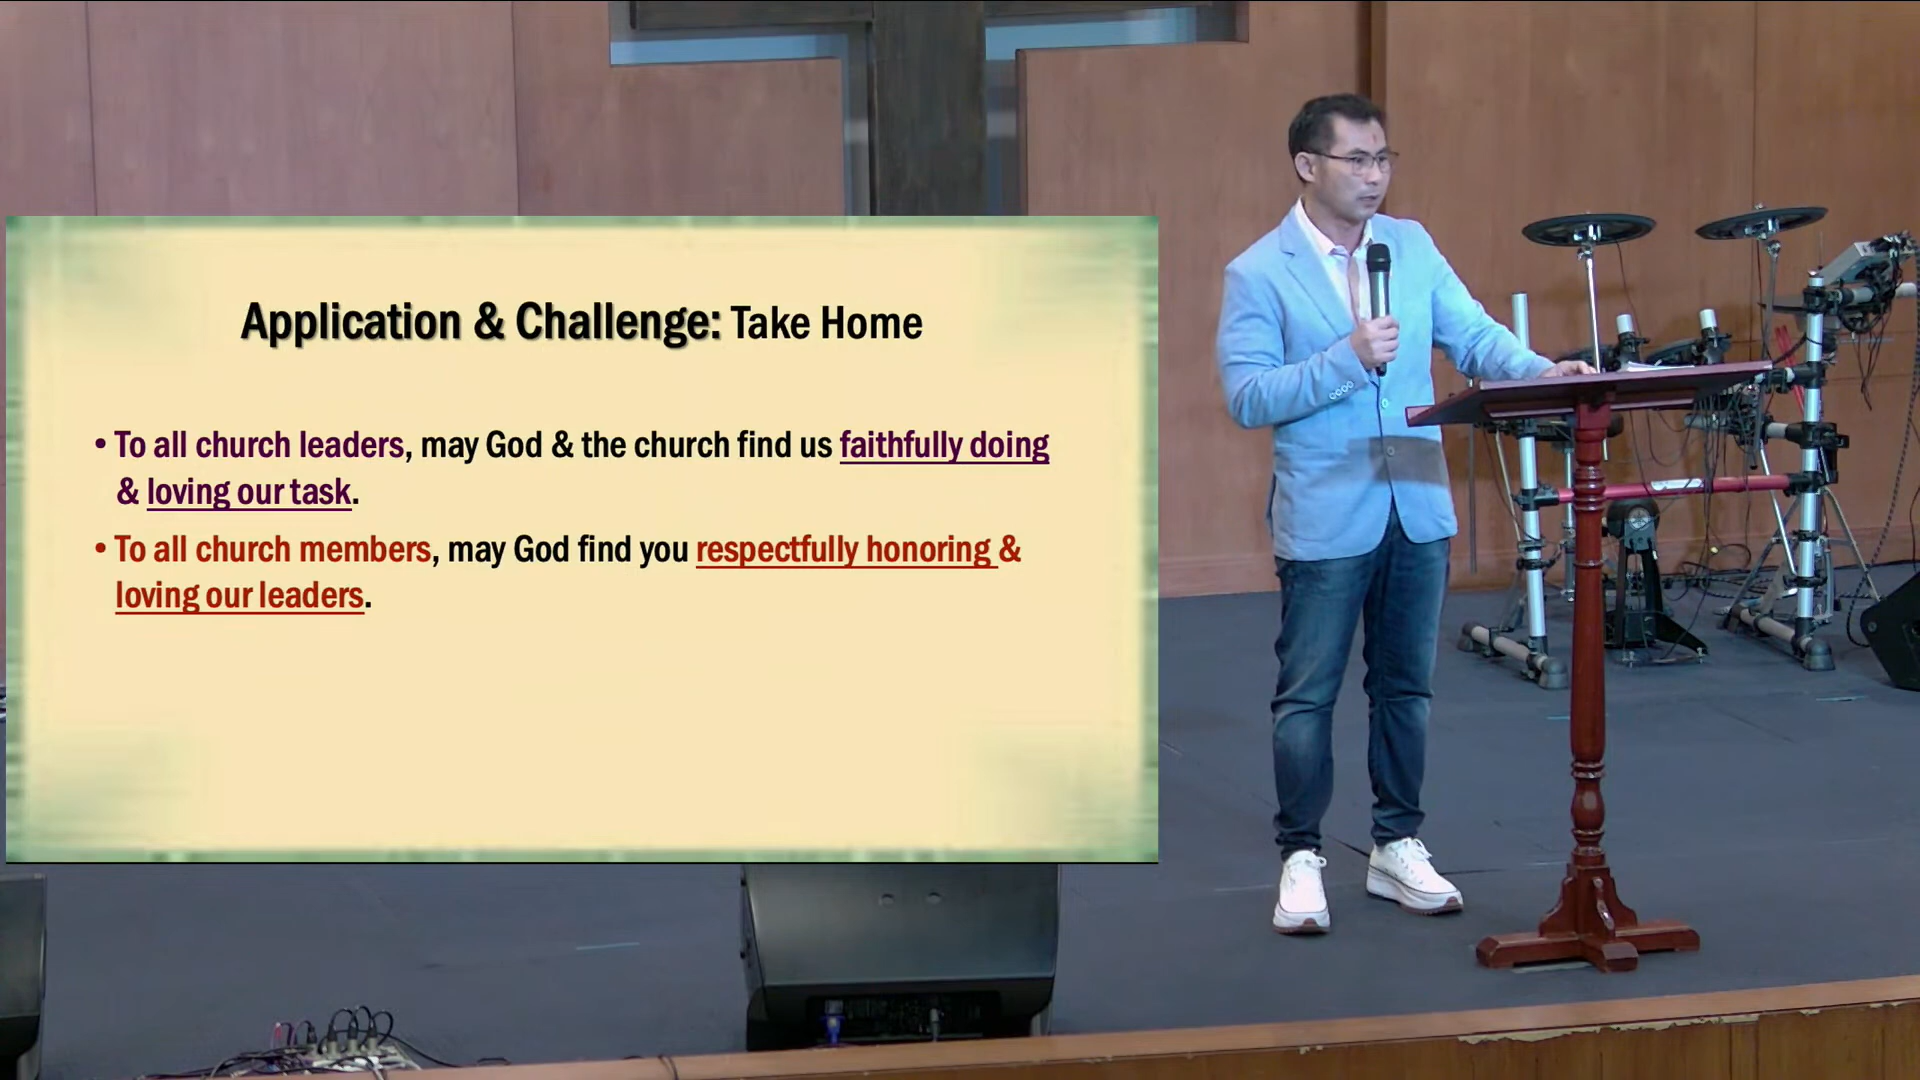 Application & Challenge: Take Home
• To all church leaders, may God & the church find us faithfully doing
& loving our task.
• To all church members, may God find you respectfully honoring &
loving our leaders.